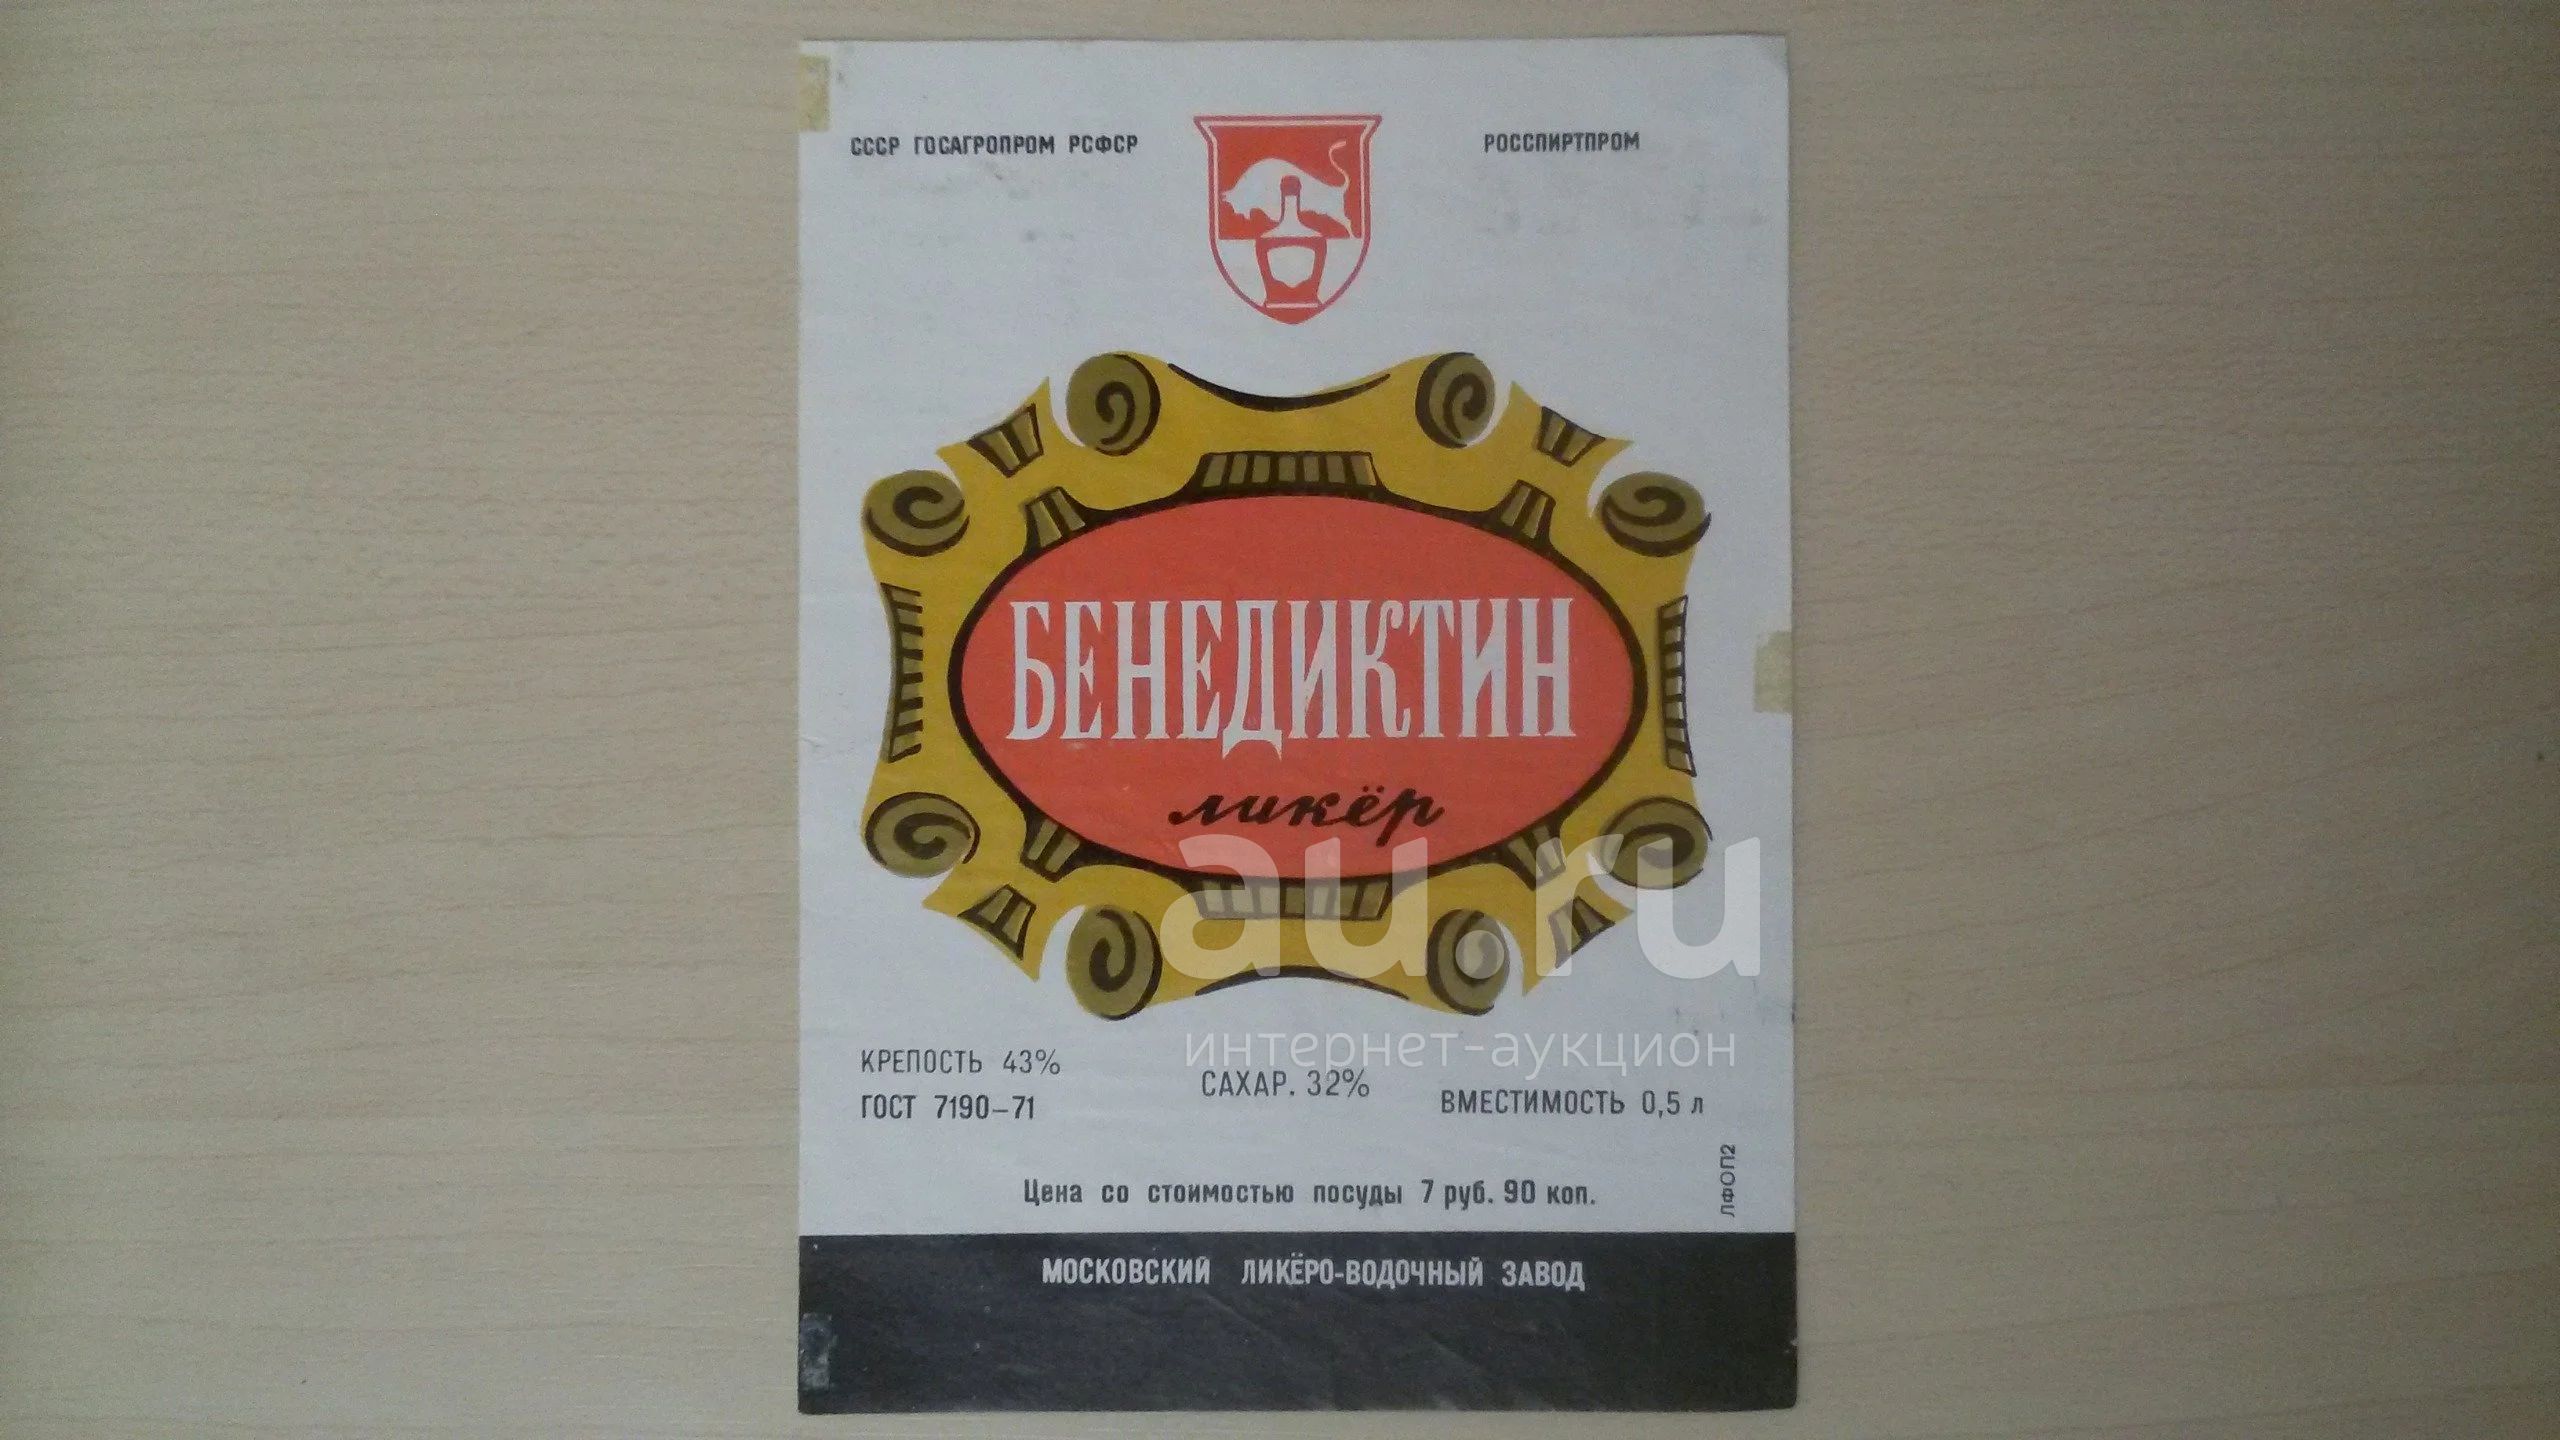 СССР ГОСАГРОПРОМ РСФСР
РОССПИРТПРОМ
БЕНЕДИКТИН
ликёр
au.ru
интернет-аукцион
КРЕПОСТЬ 43%
ГОСТ 7190-71
САХАР. 32%
ВМЕСТИМОСТЬ 0,5 л
ЛФОП2
Цена со стоимостью посуды 7 руб. 90 коп.
МОСКОВСКИЙ ЛИКЁРО-ВОДОЧНЫЙ ЗАВОД